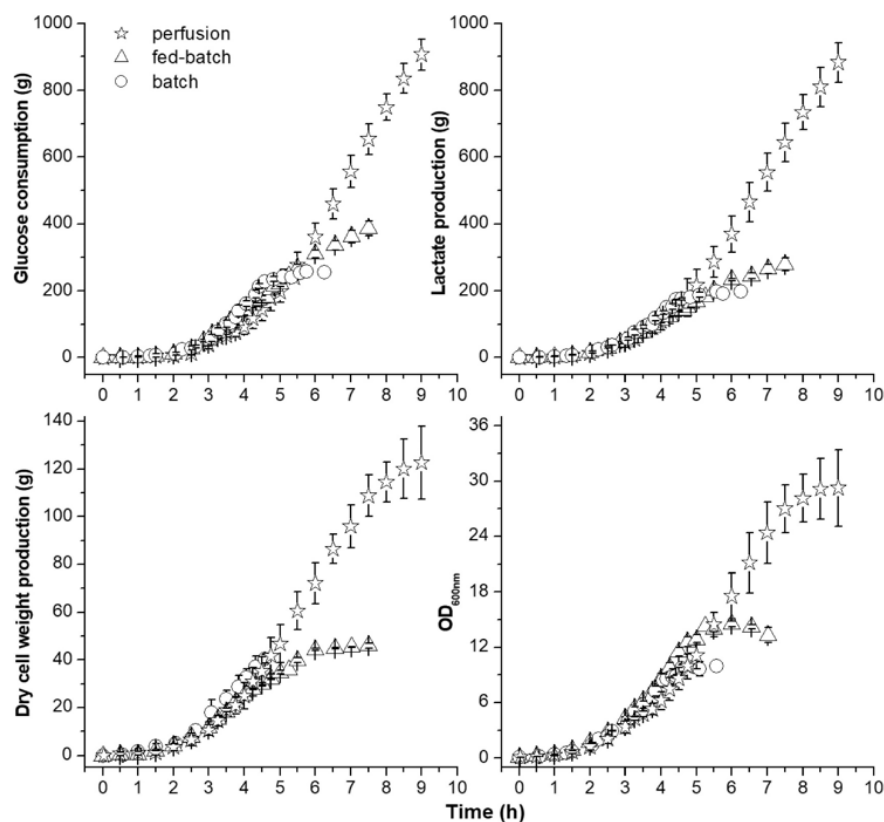 1000
800
600
400
200
0
Glucose consumption (g)
perfusion
fed-batch
batch
0 1 2 3 4 5 6 7 8 9 10
1000
800
600
400
200
0
Lactate production (g)
0 1 2 3 4 5 6 7 8 9 10
140
120
100
80
60
40
20
0
Dry cell weight production (g)
0 1 2 3 4 5 6 7 8 9 10
36
30
24
18
12
6
0
OD600nm
0 1 2 3 4 5 6 7 8 9 10
Time (h)